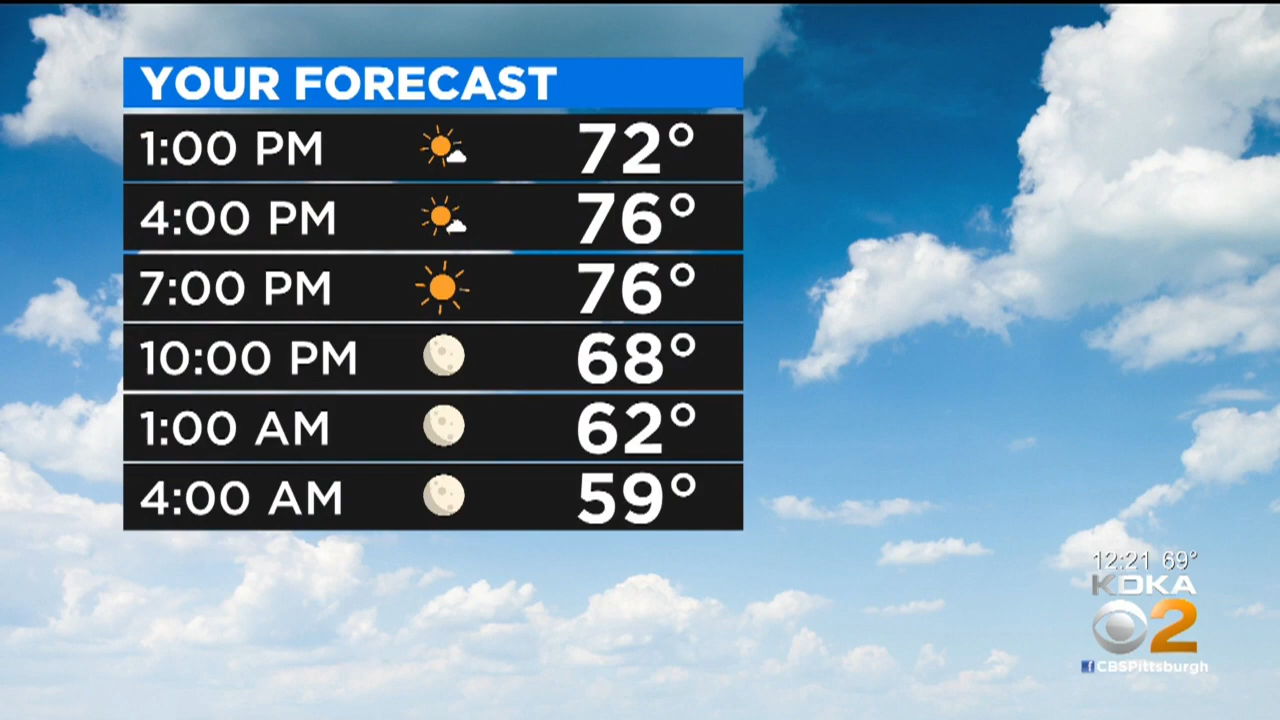 YOUR FORECAST
1:00 PM 72°
4:00 PM 76°
7:00 PM 76°
10:00 PM 68°
1:00 AM 62°
4:00 AM 59°
12:21 69°
KDKA
2
f CBSPittsburgh